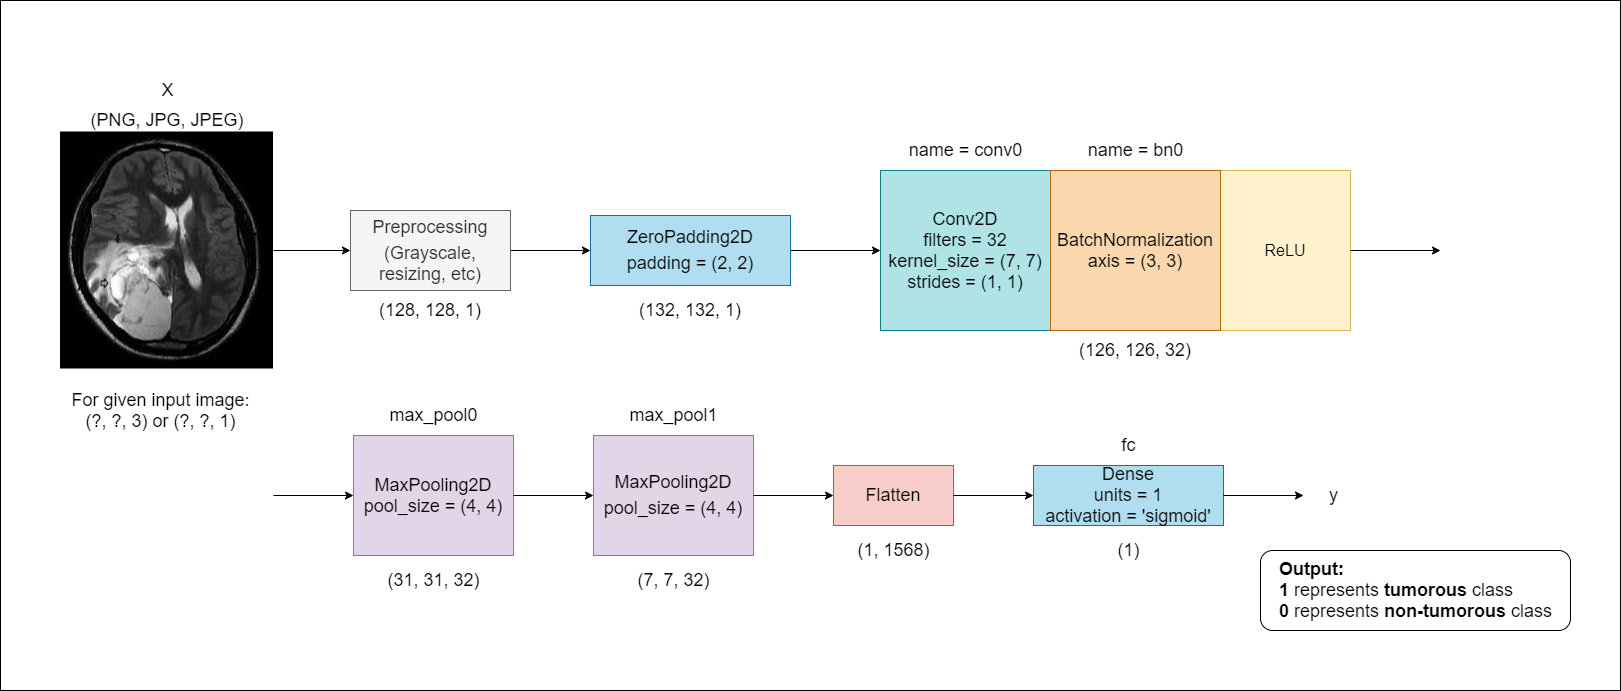 X
(PNG, JPG, JPEG)
For given input image:
(?, ?, 3) or (?, ?, 1)
Preprocessing
(Grayscale,
resizing, etc)
(128, 128, 1)
ZeroPadding2D
padding = (2, 2)
(132, 132, 1)
name = conv0
Conv2D
filters = 32
kernel_size = (7, 7)
strides = (1, 1)
name = bn0
BatchNormalization
axis = (3, 3)
ReLU
(126, 126, 32)
max_pool0
MaxPooling2D
pool_size = (4, 4)
(31, 31, 32)
max_pool1
MaxPooling2D
pool_size = (4, 4)
(7, 7, 32)
Flatten
(1, 1568)
fc
Dense
units = 1
activation = 'sigmoid'
(1)
y
Output:
1 represents tumorous class
0 represents non-tumorous class